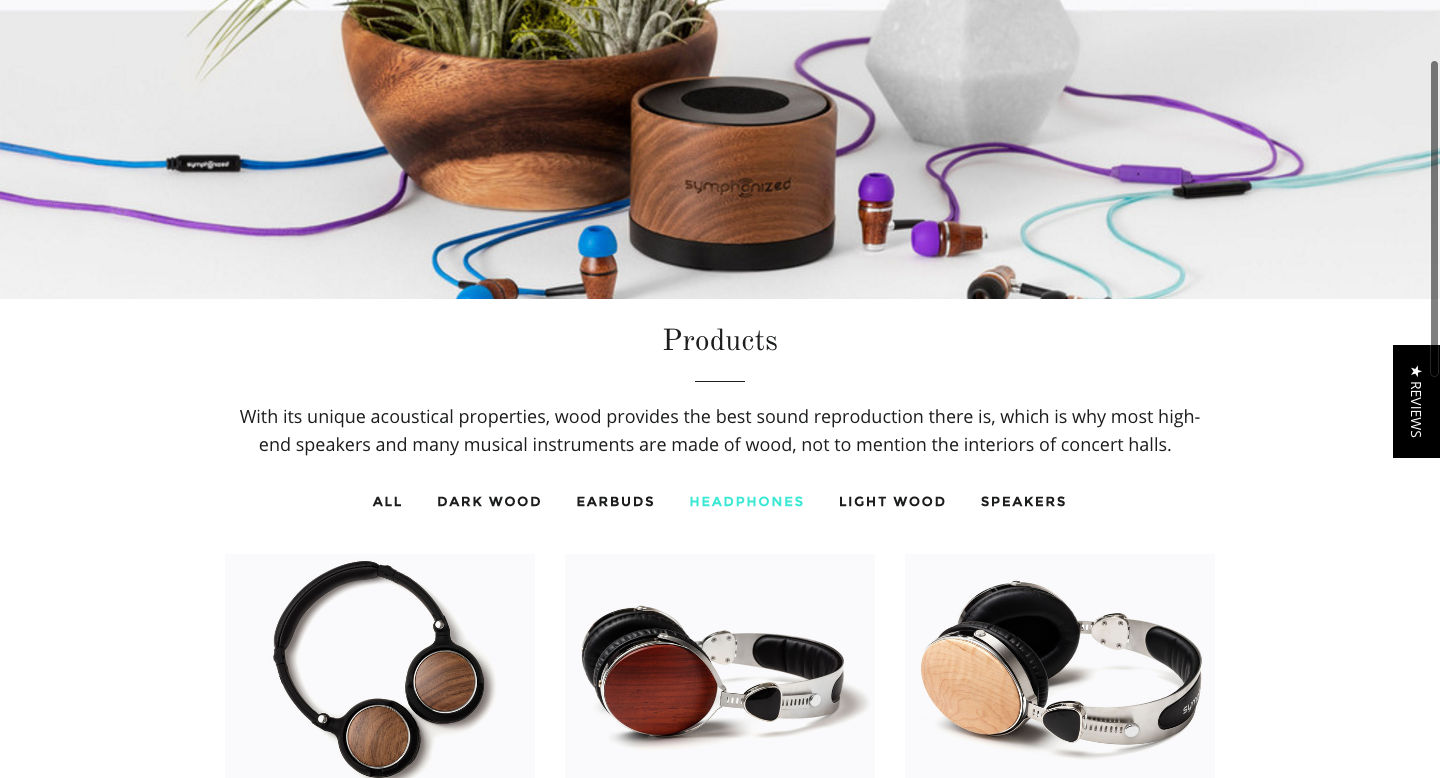 symphonized
symphonized
Products
With its unique acoustical properties, wood provides the best sound reproduction there is, which is why most high-
end speakers and many musical instruments are made of wood, not to mention the interiors of concert halls.
★ REVIEWS
ALL DARK WOOD EARBUDS HEADPHONES LIGHT WOOD SPEAKERS